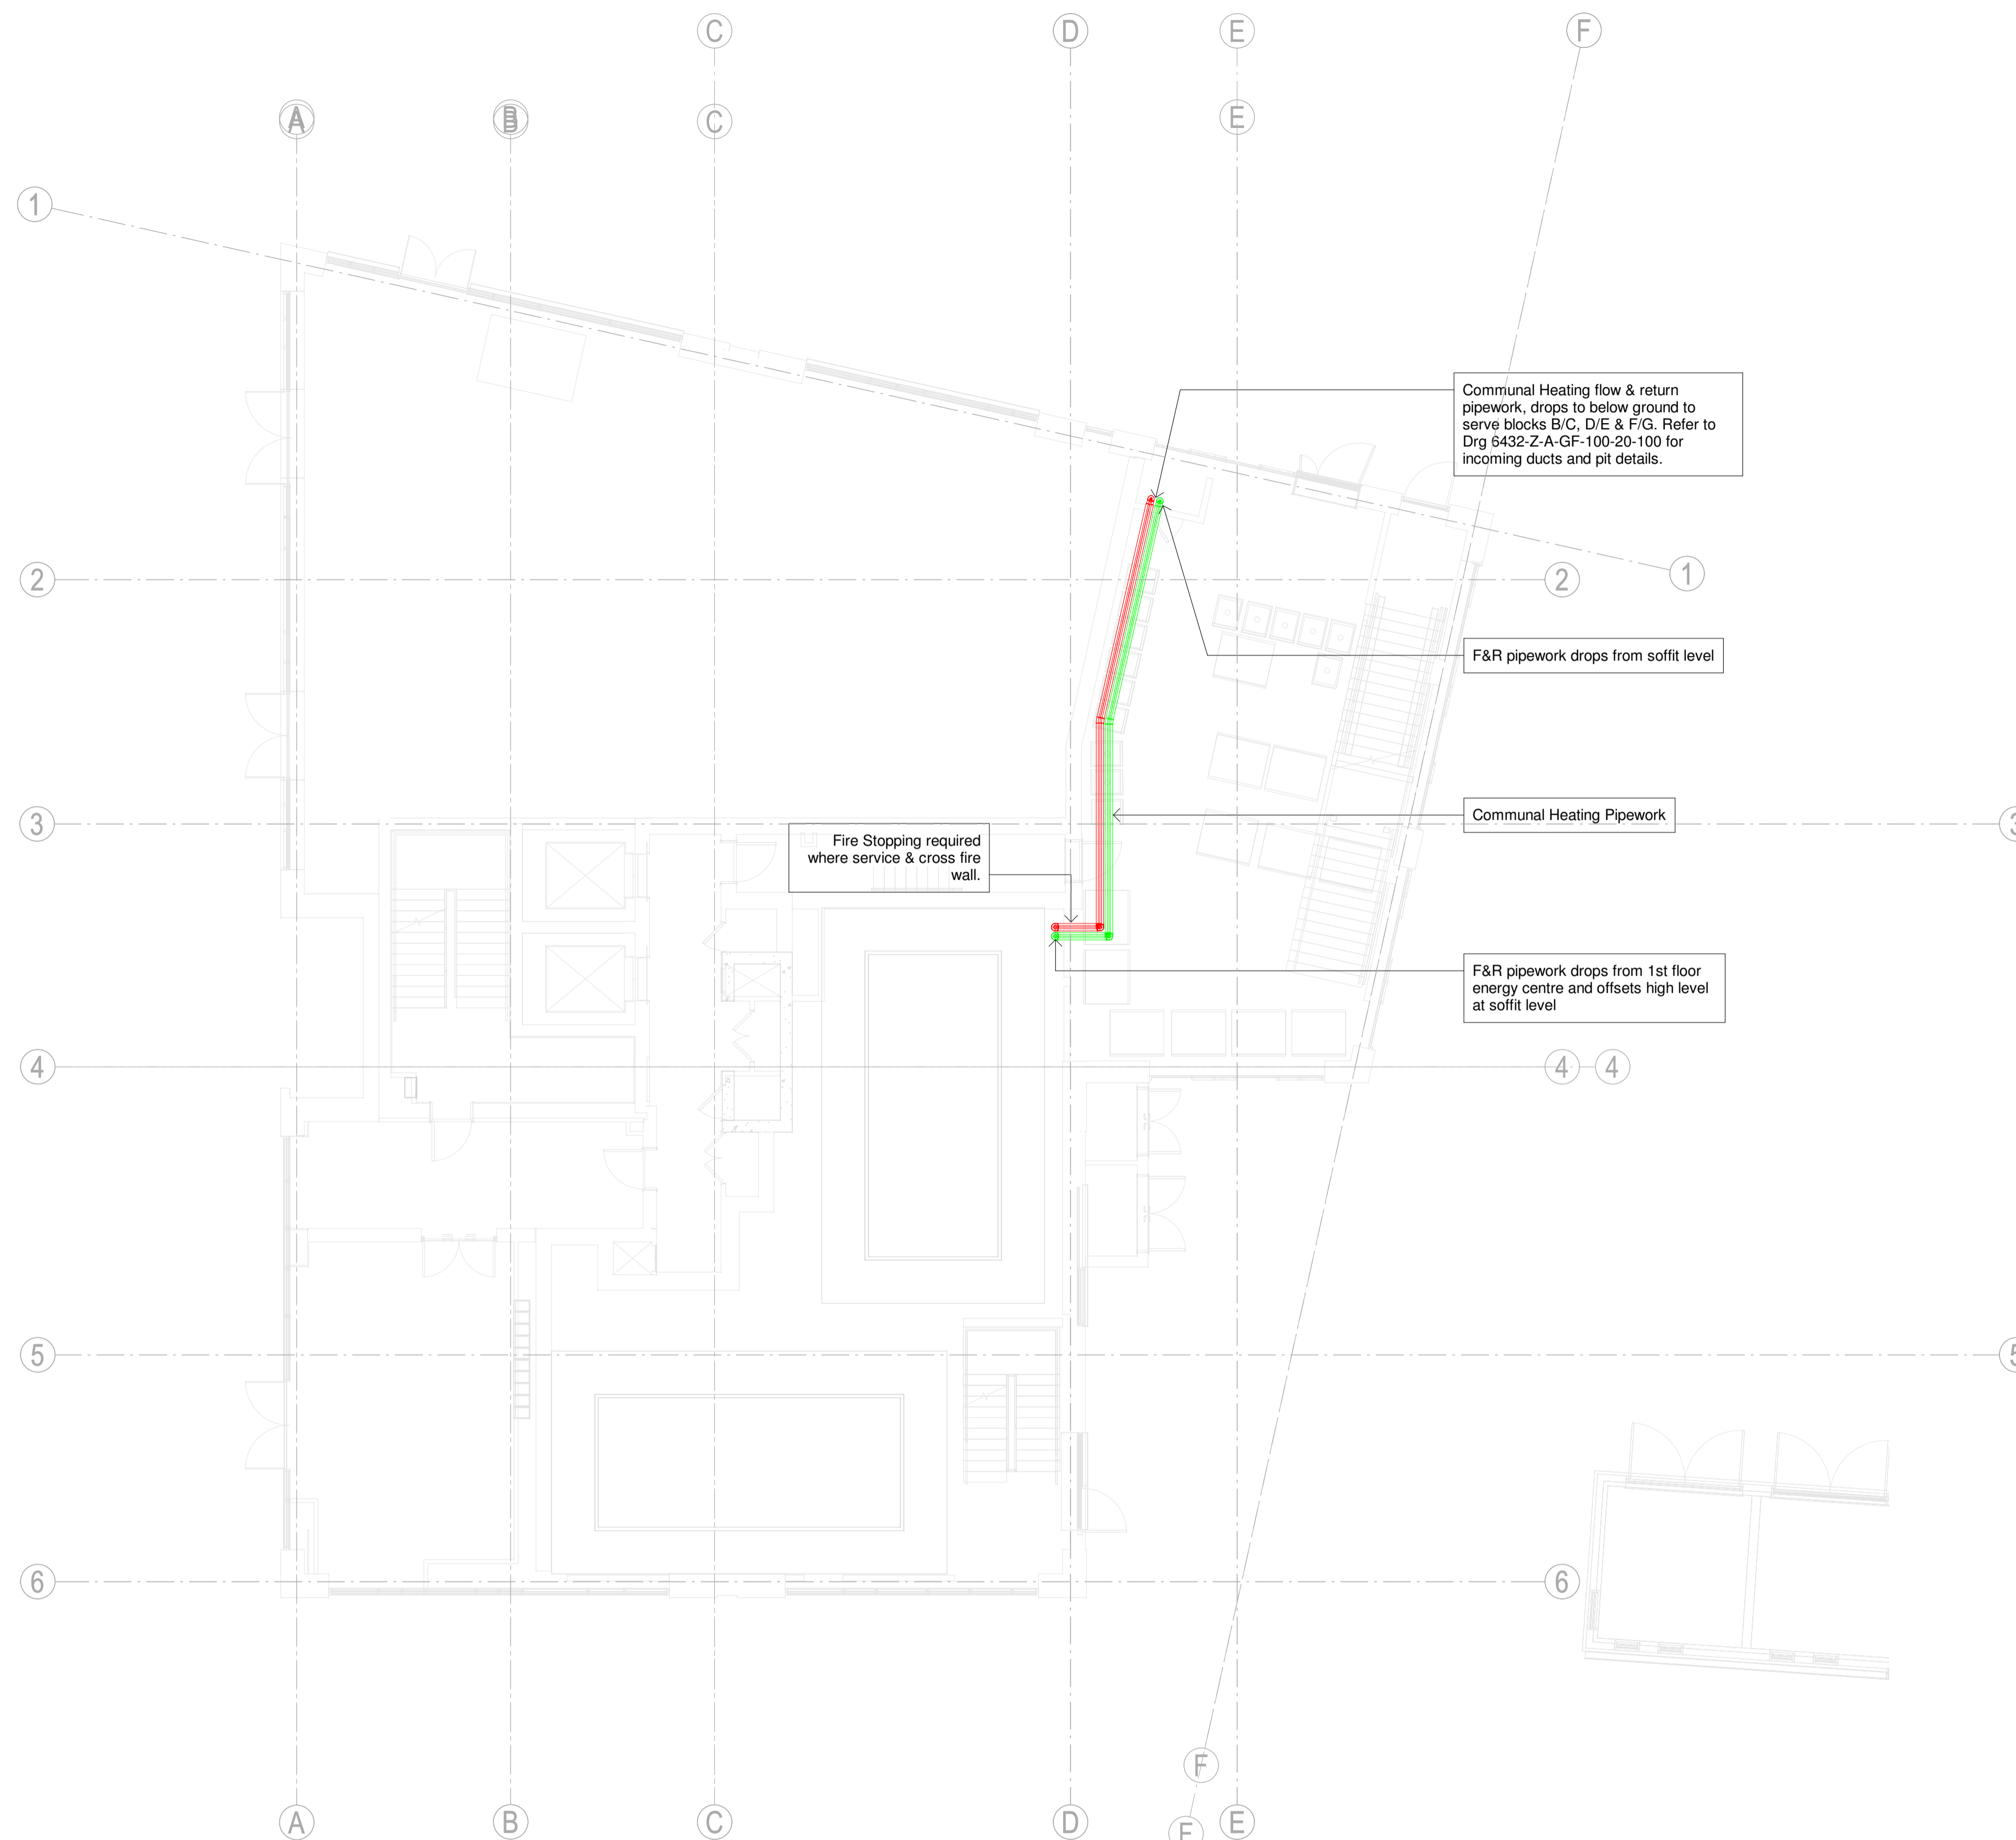 C
D
E
F
A
A
B
B
C
E
1
Communal Heating flow & return
pipework, drops to below ground to
serve blocks B/C, D/E & F/G. Refer to
Drg 6432-Z-A-GF-100-20-100 for
incoming ducts and pit details.
2
2
1
F&R pipework drops from soffit level
Communal Heating Pipework
3
3
Fire Stopping required
where service & cross fire
wall.
F&R pipework drops from 1st floor
energy centre and offsets high level
at soffit level
4
4
4
5
5
6
6
F
A
B
C
D
F
E